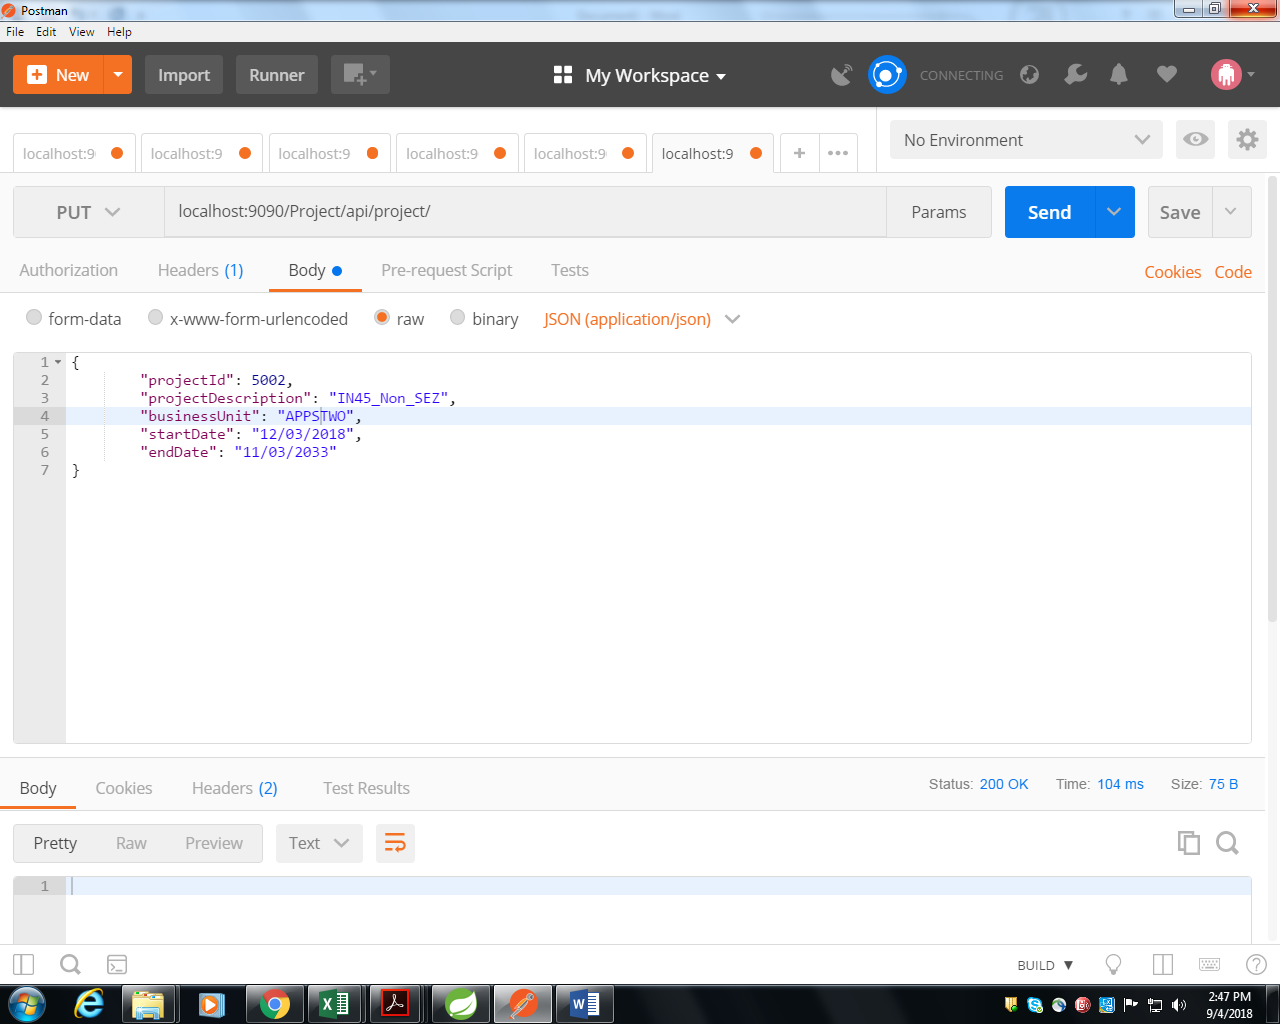 Postman
File Edit View Help
New Import Runner My Workspace CONNECTING
localhost:9 localhost:9 localhost:9 localhost:9 localhost:9 localhost:9 + ••• No Environment
PUT localhost:9090/Project/api/project/ Params Send Save
Authorization Headers (1) Body Pre-request Script Tests Cookies Code
form-data x-www-form-urlencoded raw binary JSON (application/json)
1 {
2 "projectId": 5002,
3 "projectDescription": "IN45_Non_SEZ",
4 "businessUnit": "APPSTWO",
5 "startDate": "12/03/2018",
6 "endDate": "11/03/2033"
7 }
Body Cookies Headers (2) Test Results Status: 200 OK Time: 104 ms Size: 75 B
Pretty Raw Preview Text
1
BUILD
2:47 PM
9/4/2018